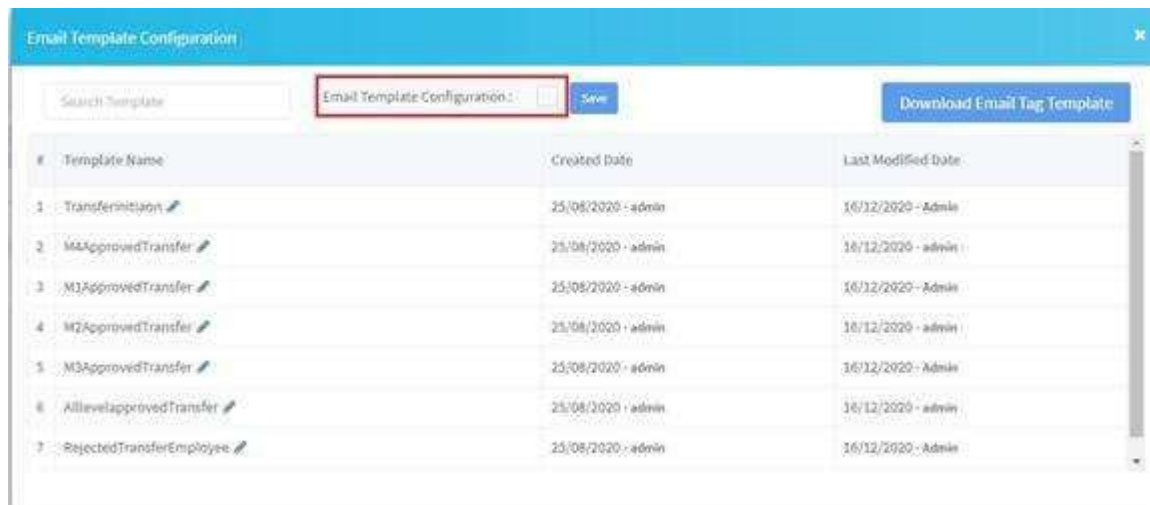 Email Template Configuration
Search Template
Email Template Configuration :
Save
Download Email Tag Template
# Template Name Created Date Last Modified Date
1 Transferinitiaon 25/08/2020 - admin 16/12/2020 - Admin
2 M4ApprovedTransfer 25/08/2020 - admin 16/12/2020 - admin
3 M1ApprovedTransfer 25/08/2020 - admin 16/12/2020 - Admin
4 M2ApprovedTransfer 25/08/2020 - admin 16/12/2020 - Admin
5 M3ApprovedTransfer 25/08/2020 - admin 16/12/2020 - Admin
6 AlllevelapprovedTransfer 25/08/2020 - admin 16/12/2020 - admin
7 RejectedTransferEmployee 25/08/2020 - admin 16/12/2020 - Admin